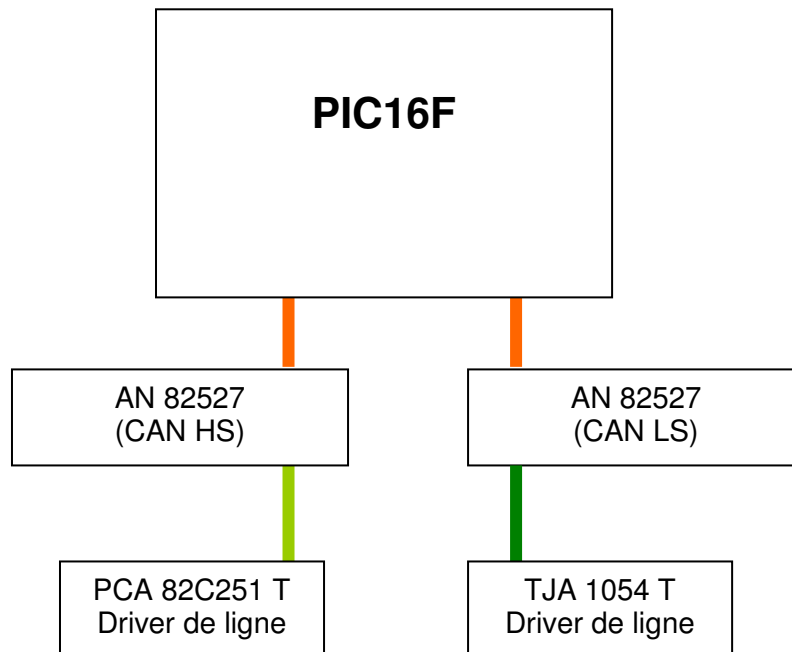 PIC16F
AN 82527
(CAN HS)
AN 82527
(CAN LS)
PCA 82C251 T
Driver de ligne
TJA 1054 T
Driver de ligne